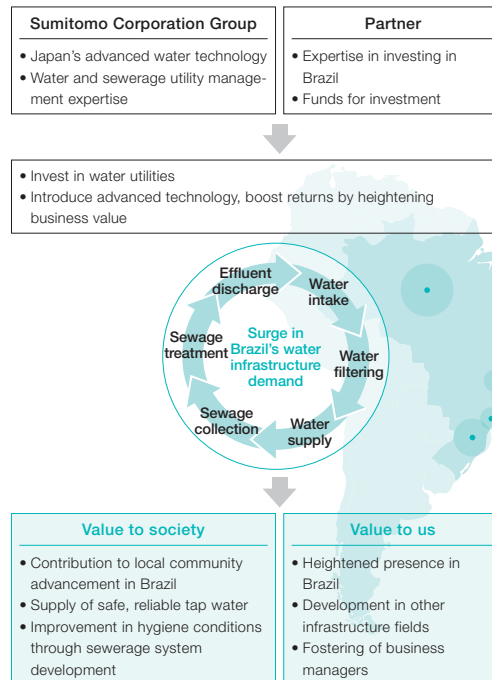 Sumitomo Corporation Group
• Japan’s advanced water technology
• Water and sewerage utility manage-
ment expertise
Partner
• Expertise in investing in
Brazil
• Funds for investment
• Invest in water utilities
• Introduce advanced technology, boost returns by heightening
business value
Effluent
discharge
Water
intake
Water
filtering
Water
supply
Sewage
collection
Sewage
treatment
Surge in
Brazil’s water
infrastructure
demand
Value to society
• Contribution to local community
advancement in Brazil
• Supply of safe, reliable tap water
• Improvement in hygiene conditions
through sewerage system
development
Value to us
• Heightened presence in
Brazil
• Development in other
infrastructure fields
• Fostering of business
managers